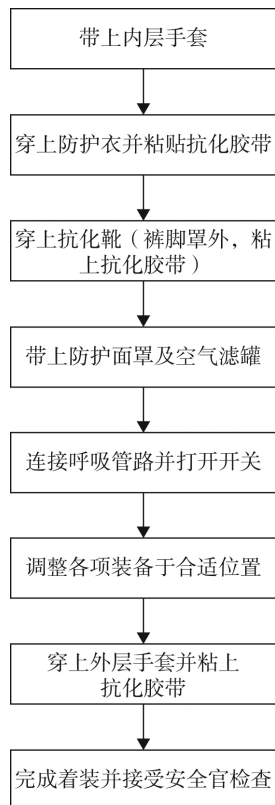 带上内层手套
穿上防护衣并粘贴抗化胶带
穿上抗化靴（裤脚罩外，粘
上抗化胶带）
带上防护面罩及空气滤罐
连接呼吸管路并打开开关
调整各项装备于合适位置
穿上外层手套并粘上
抗化胶带
完成着装并接受安全官检查